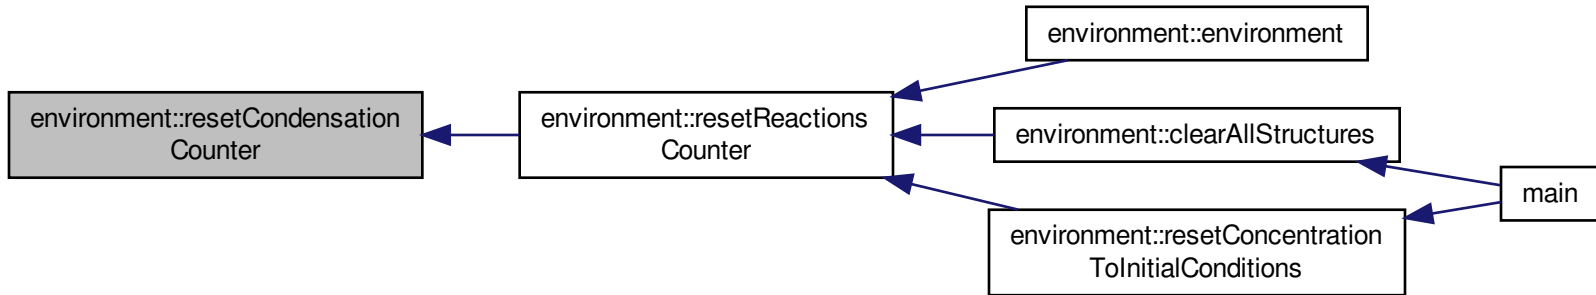 environment::resetCondensation
Counter
environment::resetReactions
Counter
environment::environment
environment::clearAllStructures
environment::resetConcentration
ToInitialConditions
main